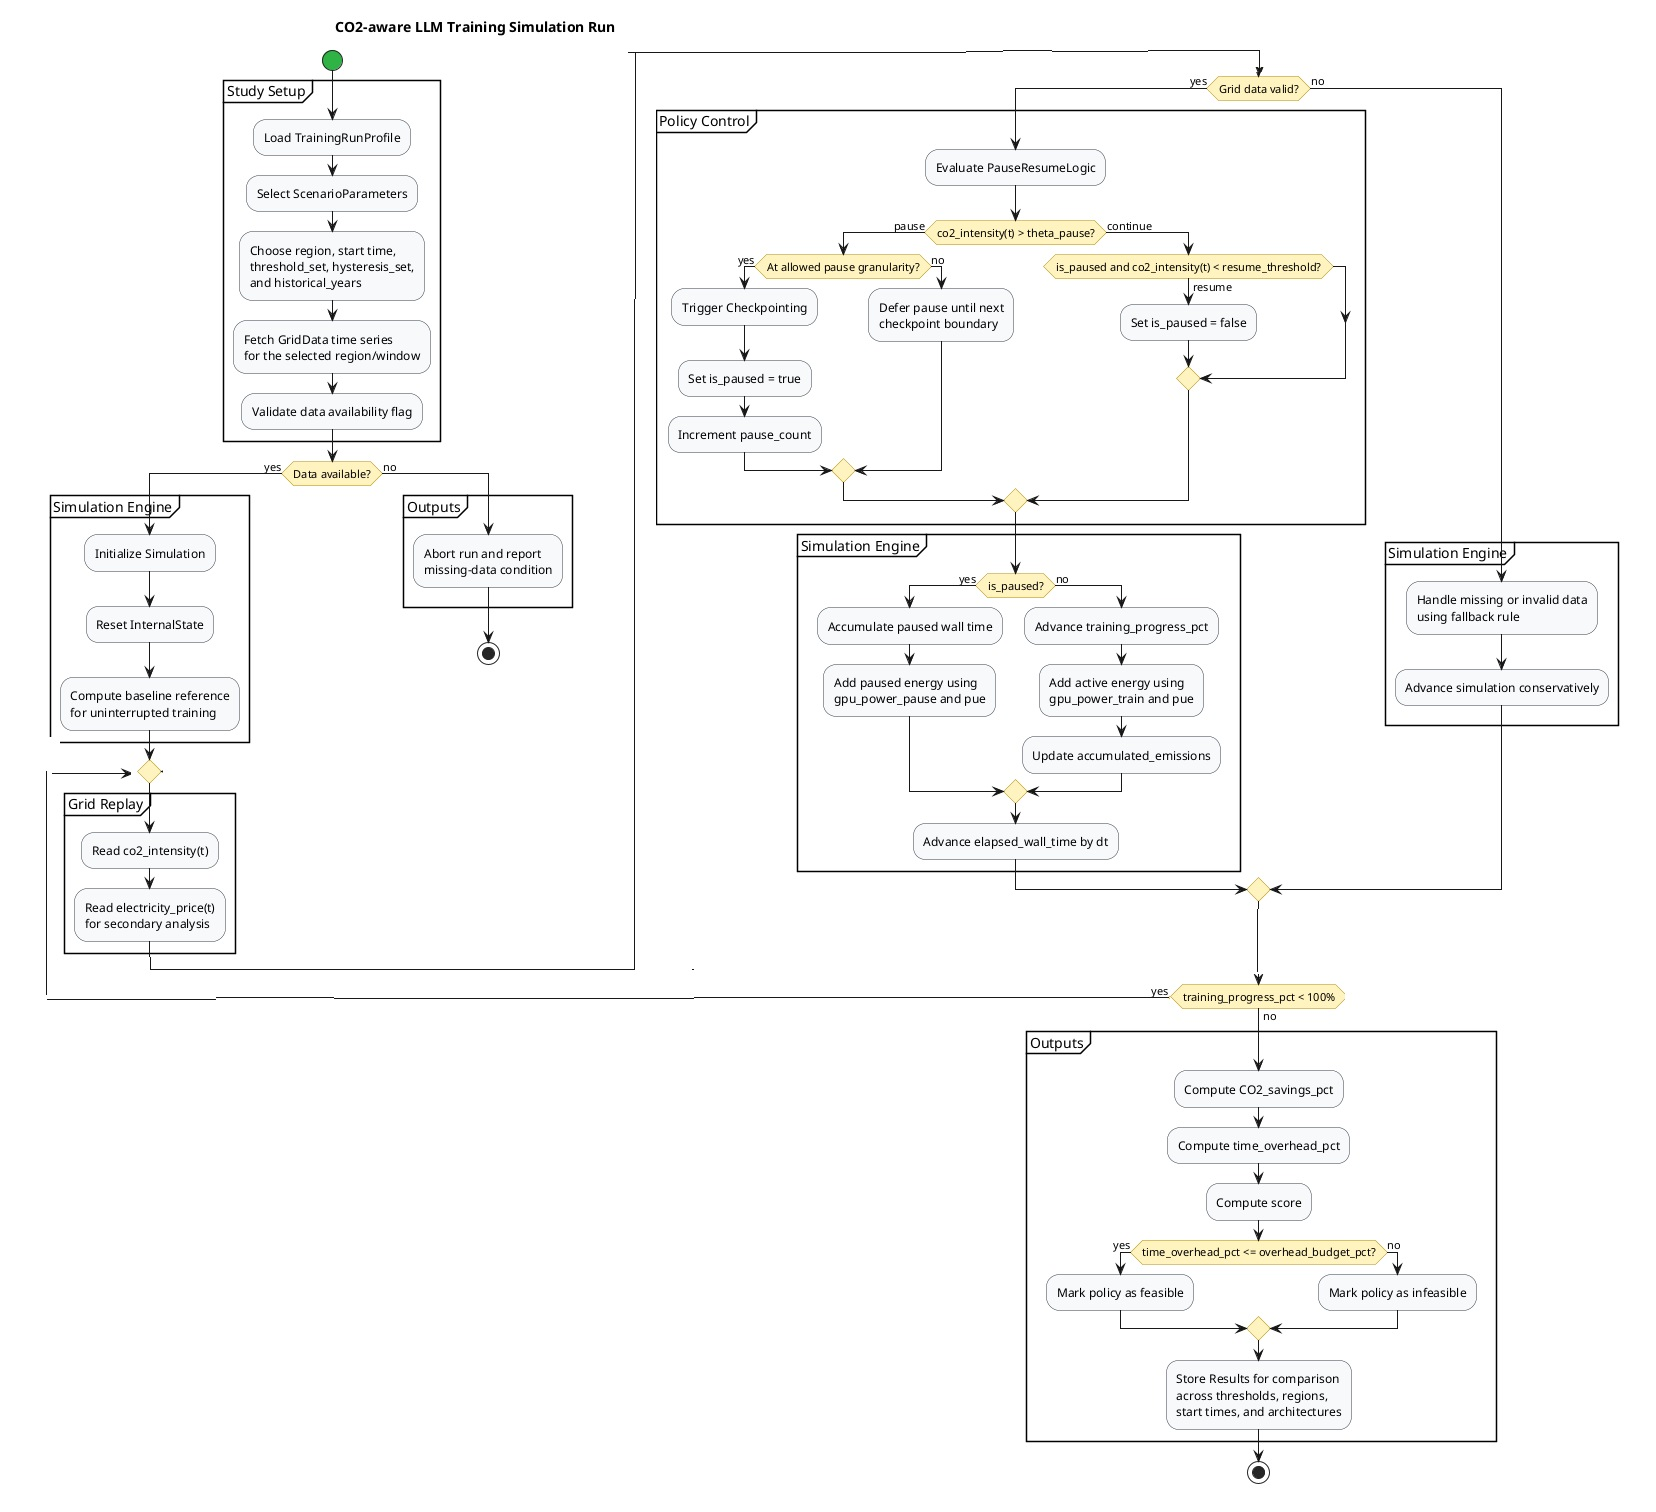 CO2-aware LLM Training Simulation Run
Study Setup
Load TrainingRunProfile
Select ScenarioParameters
Choose region, start time,
threshold_set, hysteresis_set,
and historical_years
Fetch GridData time series
for the selected region/window
Validate data availability flag
yes
Data available?
no
Simulation Engine
Initialize Simulation
Reset InternalState
Compute baseline reference
for uninterrupted training
Outputs
Abort run and report
missing-data condition
Grid Replay
Read co2_intensity(t)
Read electricity_price(t)
for secondary analysis
yes
Grid data valid?
no
Policy Control
Evaluate PauseResumeLogic
pause
co2_intensity(t) > theta_pause?
continue
yes
At allowed pause granularity?
no
Trigger Checkpointing
Set is_paused = true
Increment pause_count
Defer pause until next
checkpoint boundary
is_paused and co2_intensity(t) < resume_threshold?
resume
Set is_paused = false
Simulation Engine
yes
is_paused?
no
Accumulate paused wall time
Add paused energy using
gpu_power_pause and pue
Advance training_progress_pct
Add active energy using
gpu_power_train and pue
Update accumulated_emissions
Advance elapsed_wall_time by dt
Simulation Engine
Handle missing or invalid data
using fallback rule
Advance simulation conservatively
yes
training_progress_pct < 100%
no
Outputs
Compute CO2_savings_pct
Compute time_overhead_pct
Compute score
yes
time_overhead_pct <= overhead_budget_pct?
no
Mark policy as feasible
Mark policy as infeasible
Store Results for comparison
across thresholds, regions,
start times, and architectures